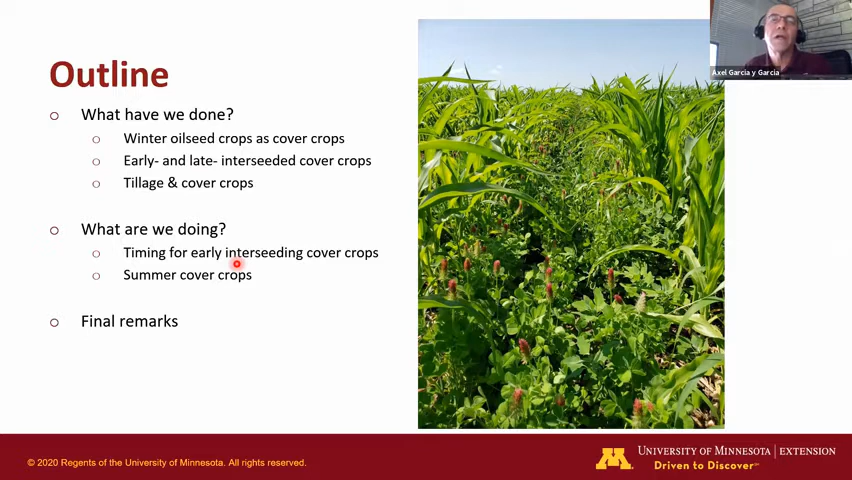 Outline
What have we done?
Winter oilseed crops as cover crops
Early- and late- interseeded cover crops
Tillage & cover crops
What are we doing?
Timing for early interseeding cover crops
Summer cover crops
Final remarks
Axel Garcia y Garcia
© 2020 Regents of the University of Minnesota. All rights reserved.
M
UNIVERSITY OF MINNESOTA | EXTENSION
Driven to Discover